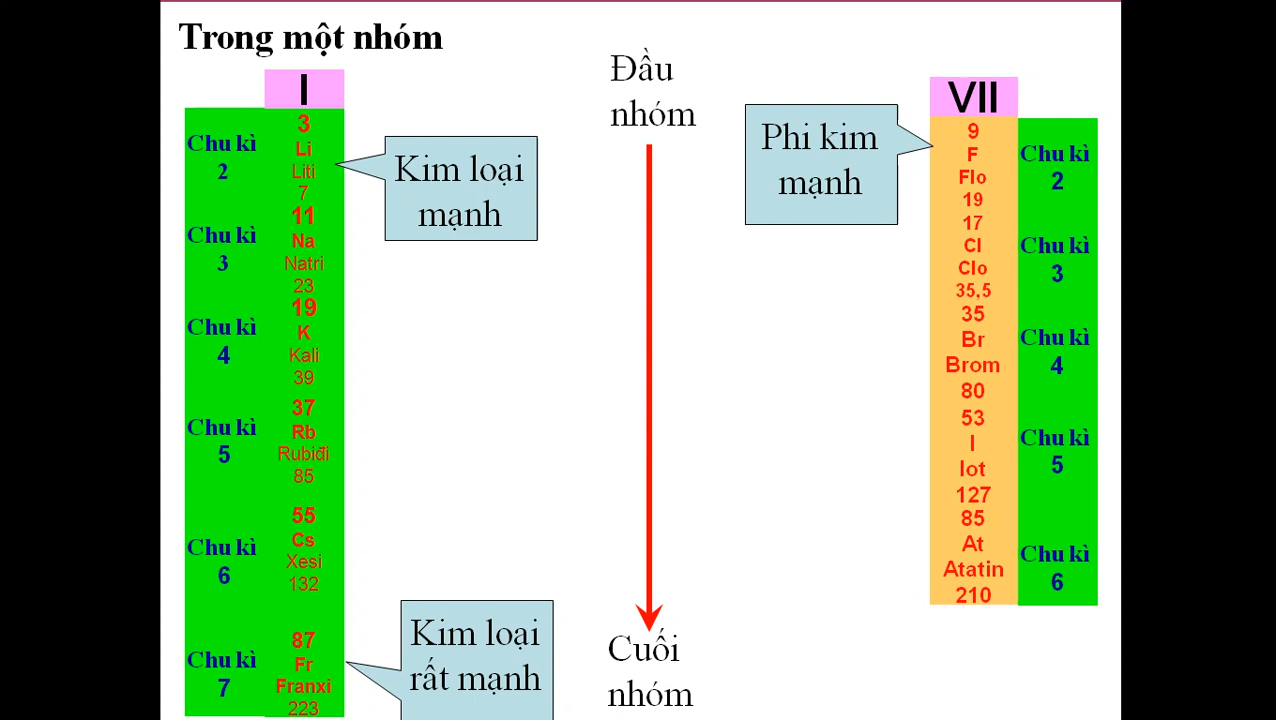 Trong một nhóm
I
Chu kì
2
3
Li
Liti
7
Chu kì
3
11
Na
Natri
23
Chu kì
4
19
K
Kali
39
Chu kì
5
37
Rb
Rubiđi
85
Chu kì
6
55
Cs
Xesi
132
Chu kì
7
87
Fr
Franxi
223
Kim loại
mạnh
Kim loại
rất mạnh
Đầu
nhóm
Cuối
nhóm
Phi kim
mạnh
VII
9
F
Flo
19
Chu kì
2
17
Cl
Clo
35,5
Chu kì
3
35
Br
Brom
80
Chu kì
4
53
I
Iot
127
Chu kì
5
85
At
Atatin
210
Chu kì
6